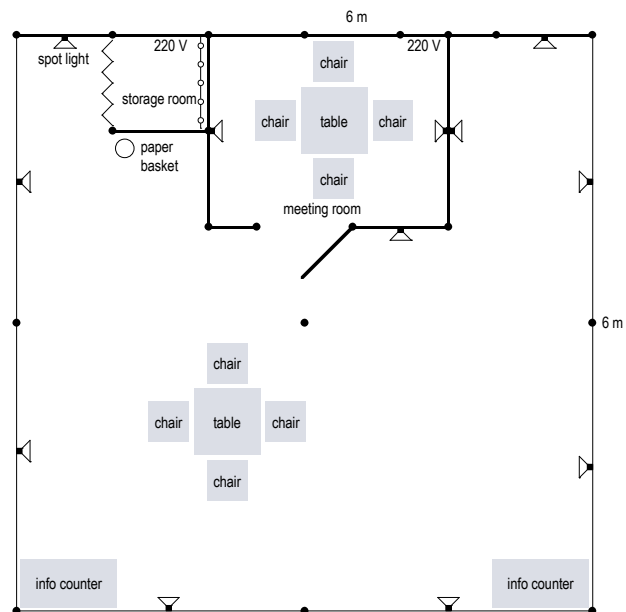 6 m
220 V
220 V
spot light
chair
storage room
chair
table
chair
paper
basket
chair
meeting room
6 m
chair
chair
table
chair
chair
info counter
info counter